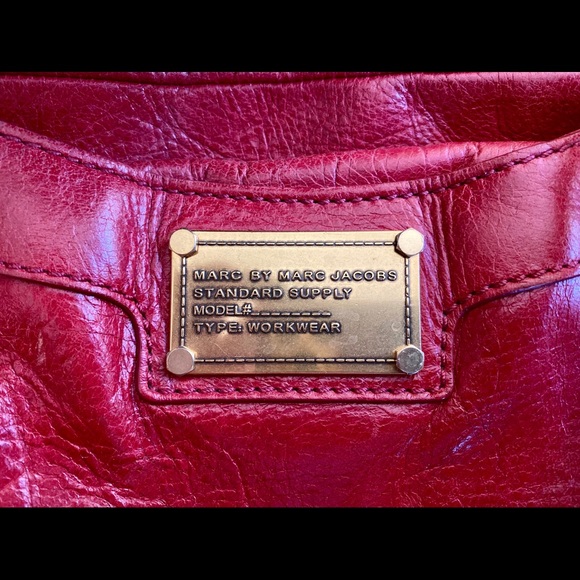 MARC BY MARC JACOBS
STANDARD SUPPLY
MODEL#________
TYPE: WORKWEAR